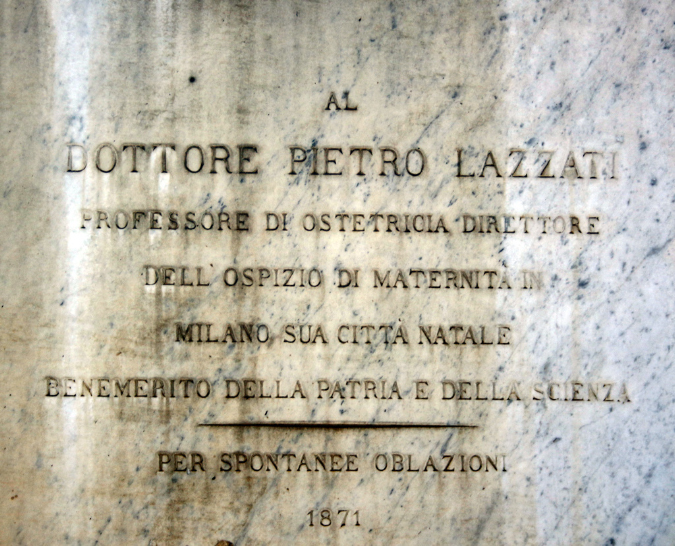 AL
DOTTORE PIETRO LAZZATI
PROFESSORE DI OSTETRICIA DIRETTORE
DELL'OSPIZIO DI MATERNITÀ IN
MILANO SUA CITTÀ NATALE
BENEMERITO DELLA PATRIA E DELLA SCIENZA
PER SPONTANEE OBLAZIONI
1871